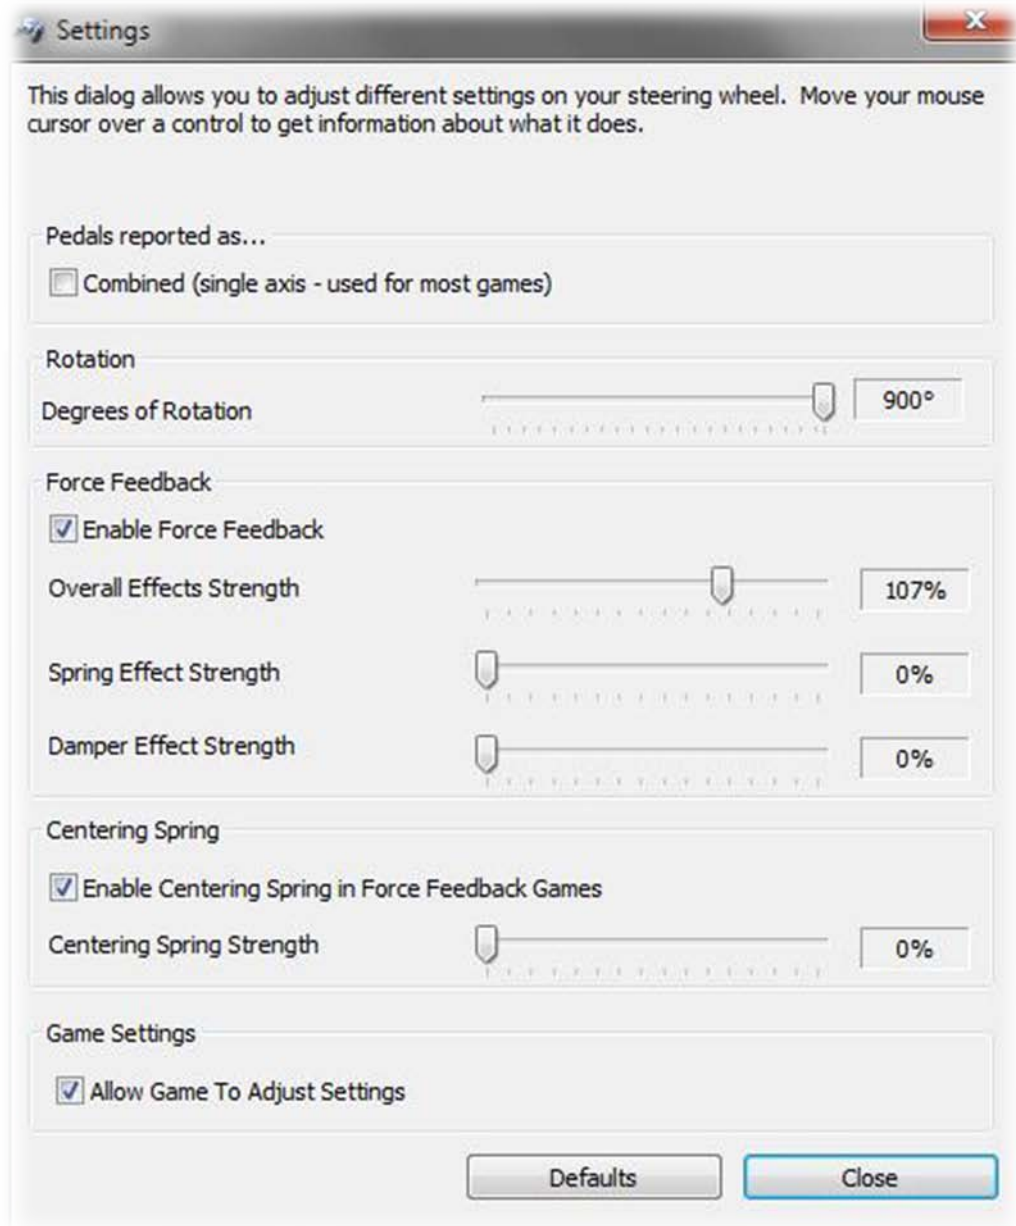 Settings
This dialog allows you to adjust different settings on your steering wheel.  Move your mouse
cursor over a control to get information about what it does.
Pedals reported as...
Combined (single axis - used for most games)
Rotation
Degrees of Rotation
900°
Force Feedback
Enable Force Feedback
Overall Effects Strength
107%
Spring Effect Strength
0%
Damper Effect Strength
0%
Centering Spring
Enable Centering Spring in Force Feedback Games
Centering Spring Strength
0%
Game Settings
Allow Game To Adjust Settings
Defaults
Close